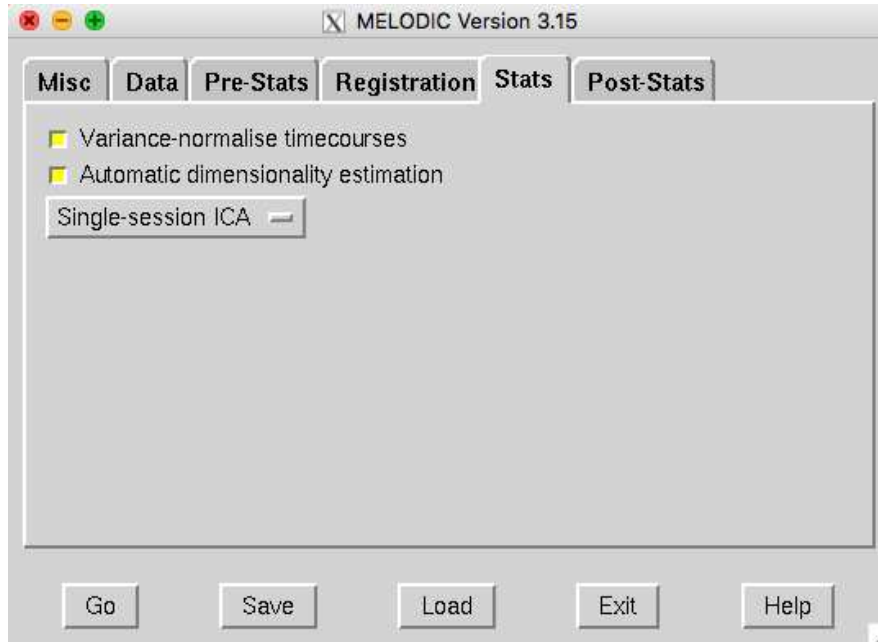 MELODIC Version 3.15
Misc Data Pre-Stats Registration Stats Post-Stats
Variance-normalise timecourses
Automatic dimensionality estimation
Single-session ICA
Go Save Load Exit Help